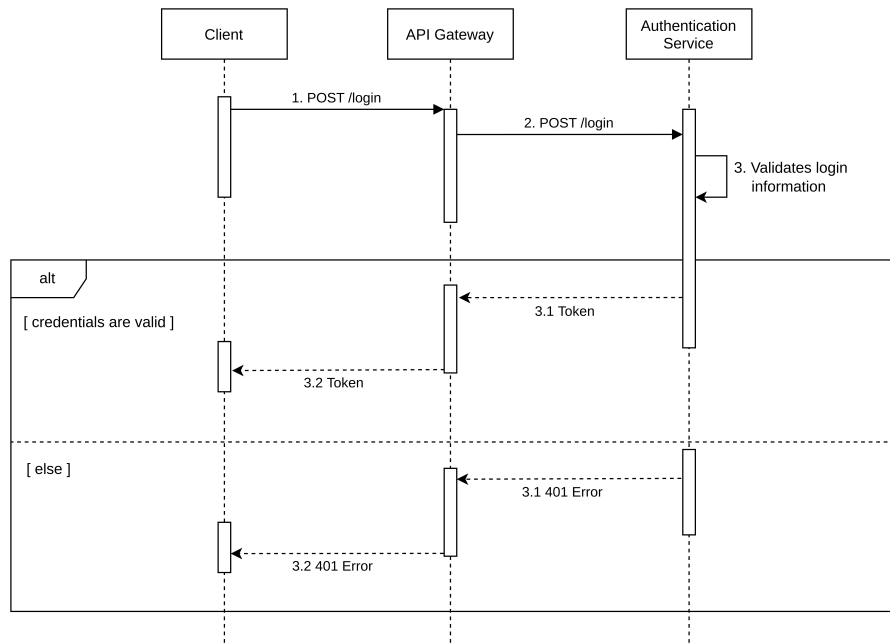 Client
API Gateway
Authentication
Service
1. POST /login
2. POST /login
3. Validates login
information
alt
[ credentials are valid ]
3.1 Token
3.2 Token
[ else ]
3.1 401 Error
3.2 401 Error